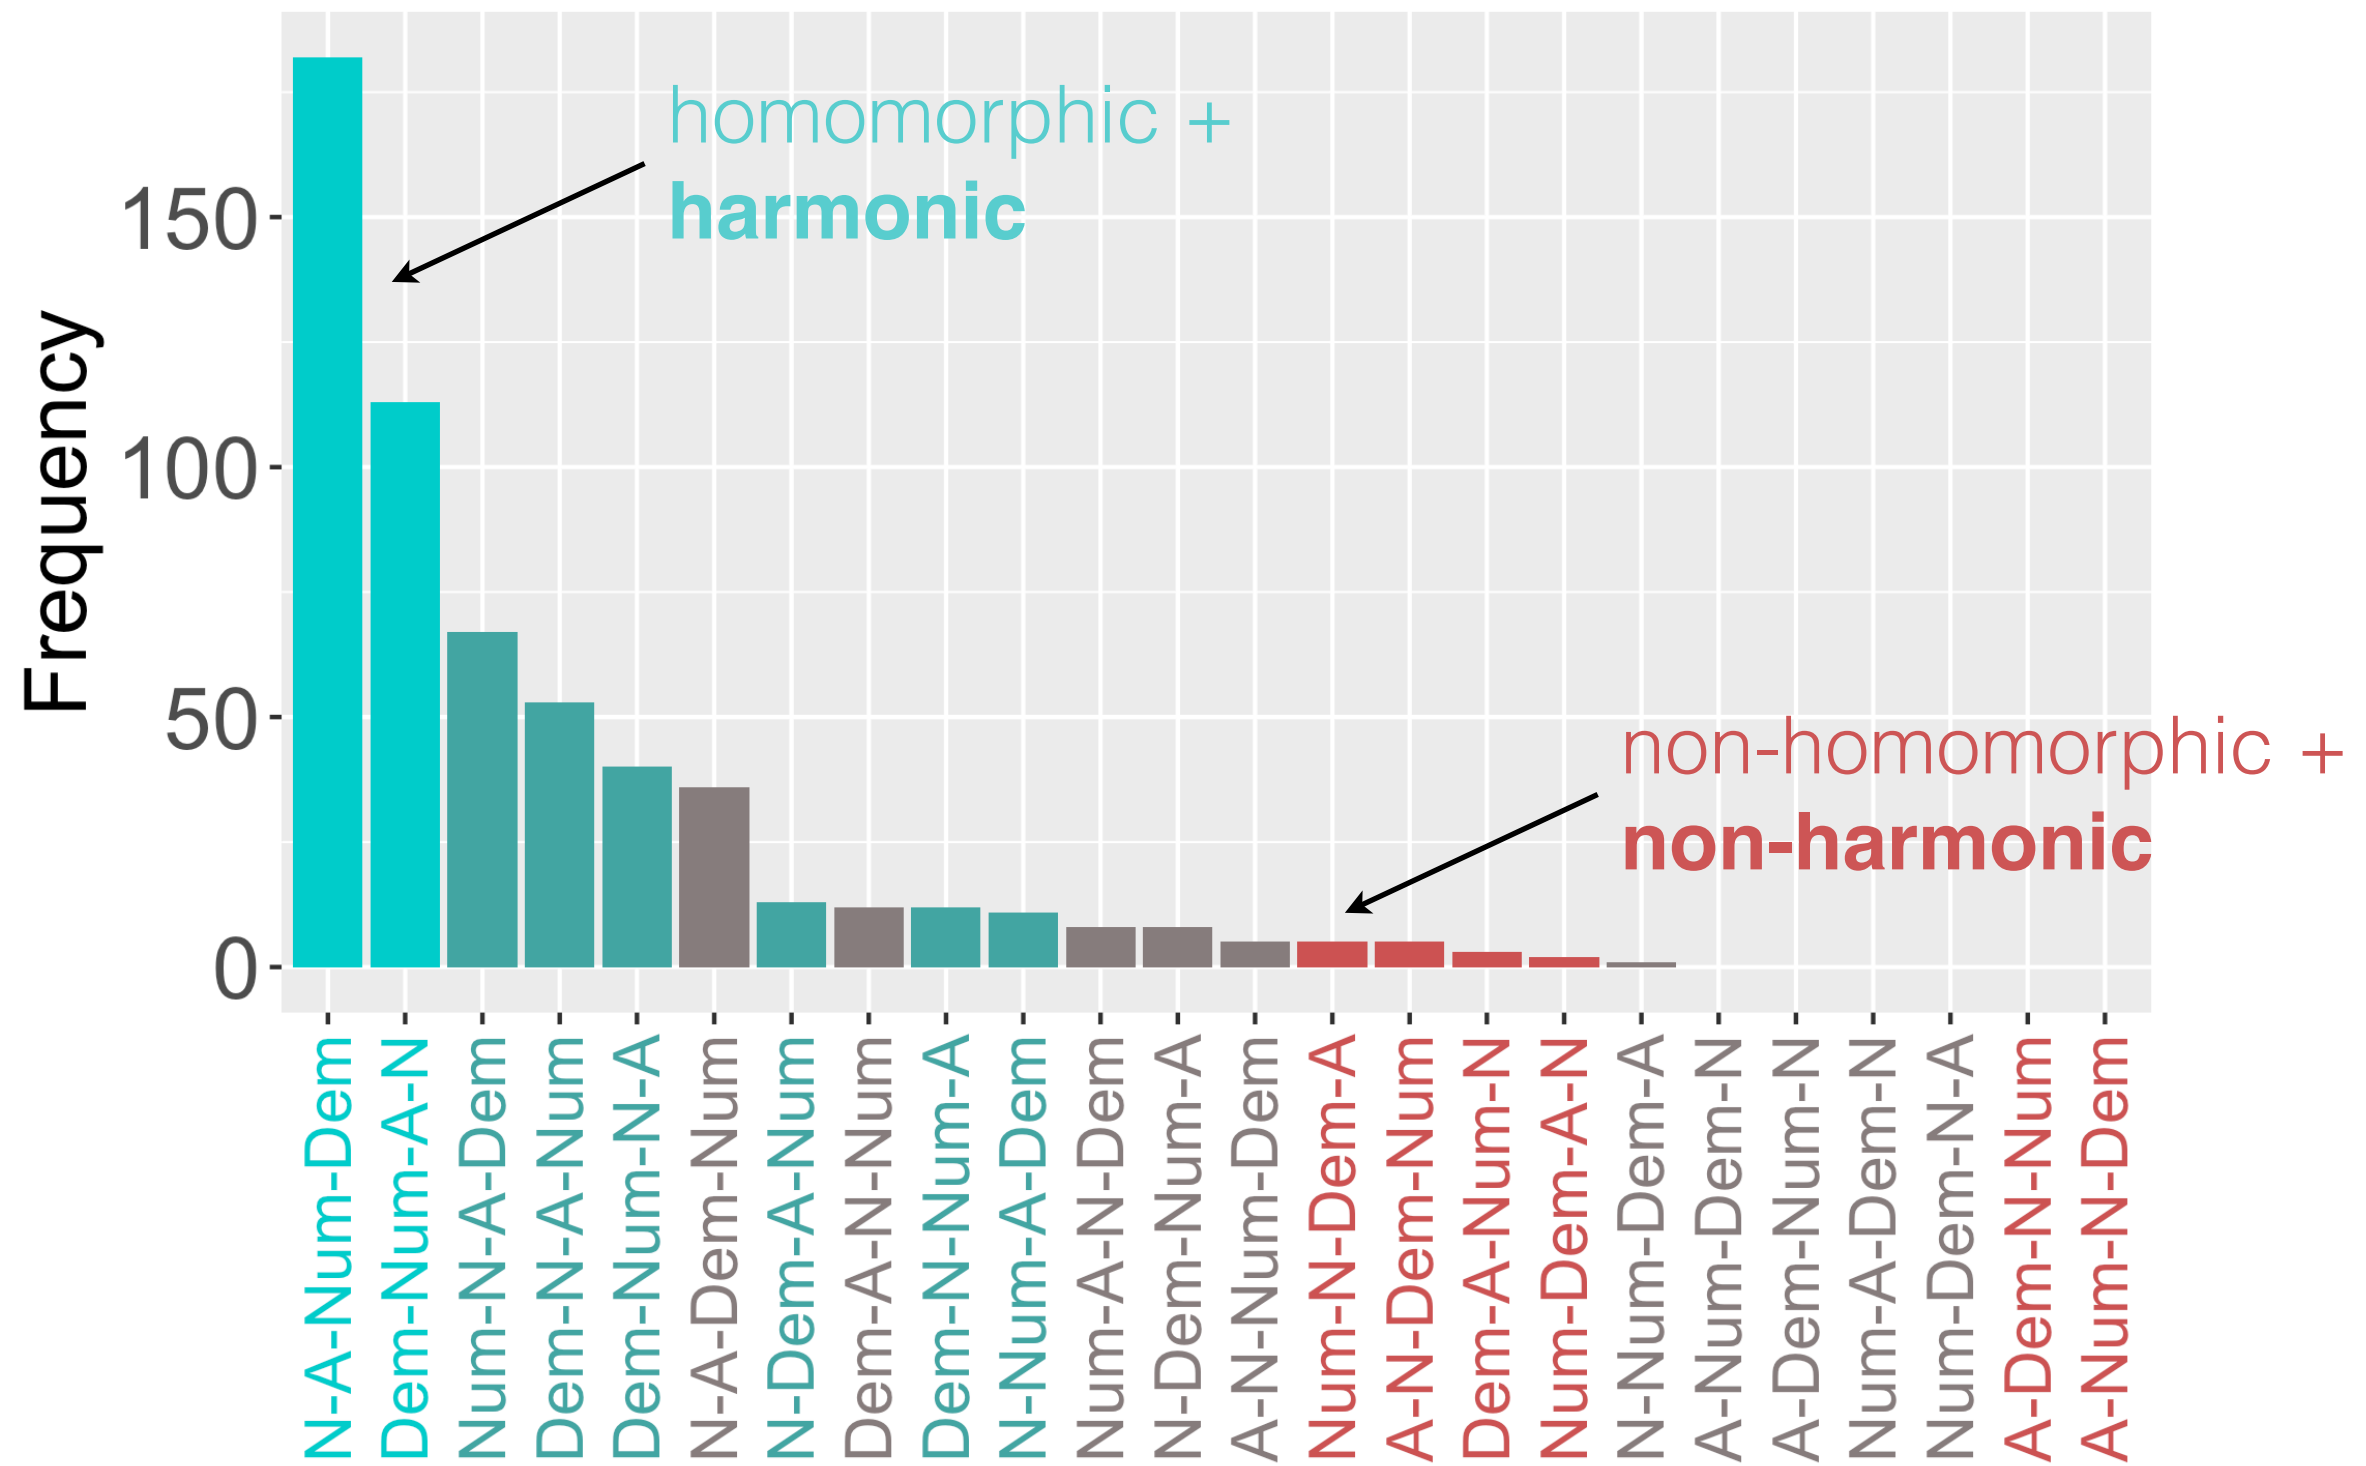 homomorphic +
harmonic
150
100
50
0
Frequency
non-homomorphic +
non-harmonic
N-A-Num-Dem
Dem-Num-A-N
Num-N-A-Dem
Dem-N-A-Num
Dem-Num-N-A
N-A-Dem-Num
N-Dem-A-Num
Dem-A-N-Num
Dem-N-Num-A
N-Num-A-Dem
Num-A-N-Dem
N-Dem-Num-A
A-N-Num-Dem
Num-N-Dem-A
A-N-Dem-Num
Dem-A-Num-N
Num-Dem-A-N
N-Num-Dem-A
A-Num-Dem-N
A-Dem-Num-N
Num-A-Dem-N
Num-Dem-N-A
A-Dem-N-Num
A-Num-N-Dem